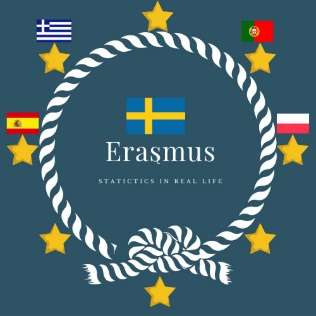 Erasmus
STATICTICS IN REAL LIFE